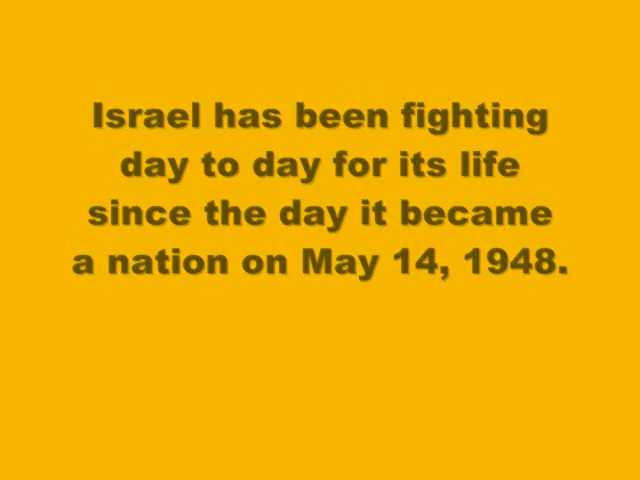 Israel has been fighting
day to day for its life
since the day it became
a nation on May 14, 1948.